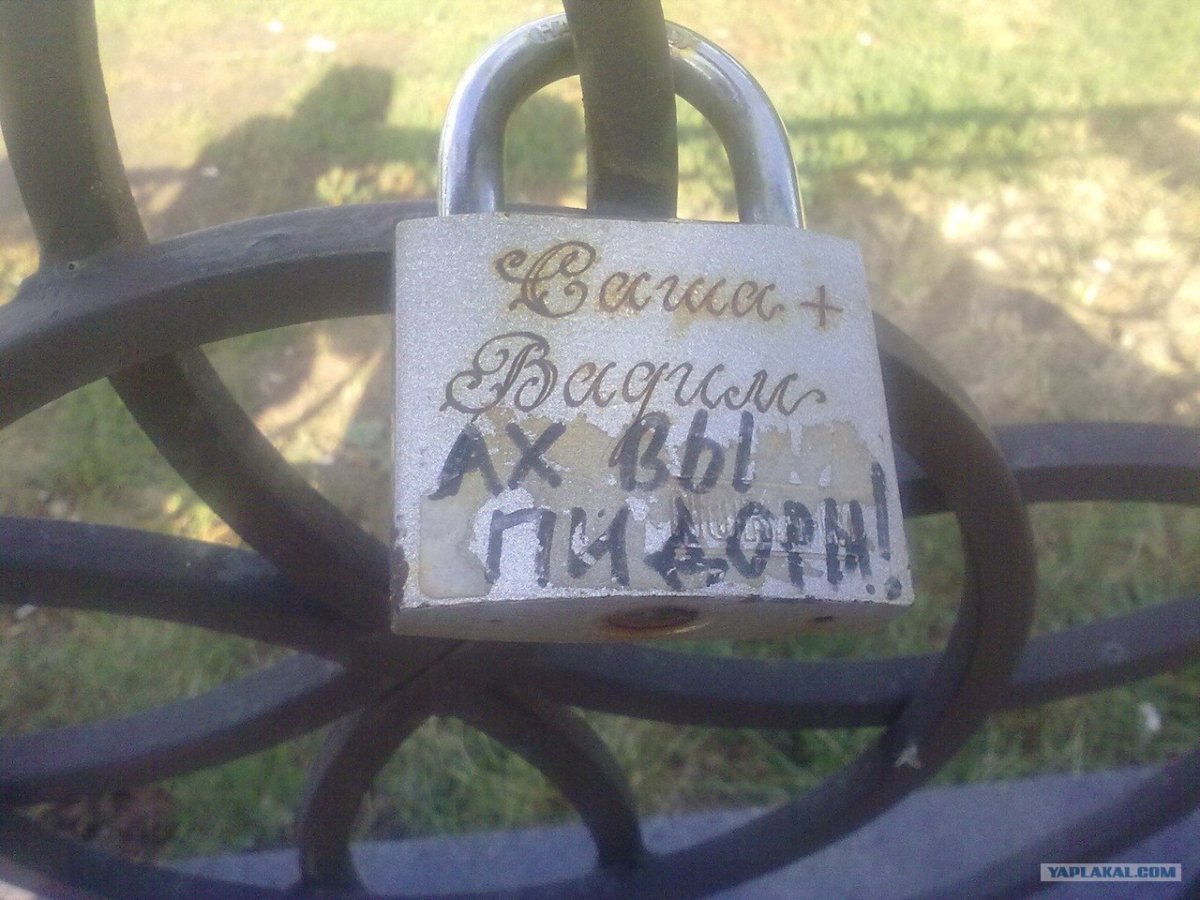 Саша +
Вадим
АХ ВЫ
ПИДОРЫ!
YAPLAKAL.COM